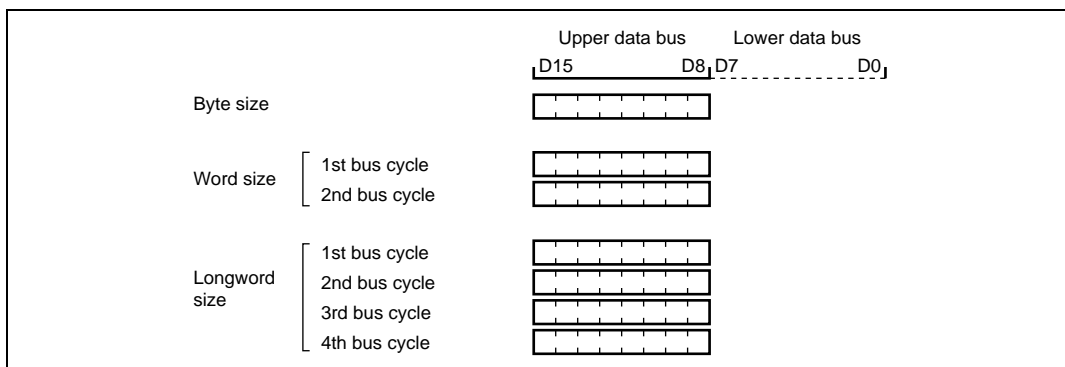 Upper data bus Lower data bus
D15 D8 D7 D0
Byte size
Word size
1st bus cycle
2nd bus cycle
Longword
size
1st bus cycle
2nd bus cycle
3rd bus cycle
4th bus cycle